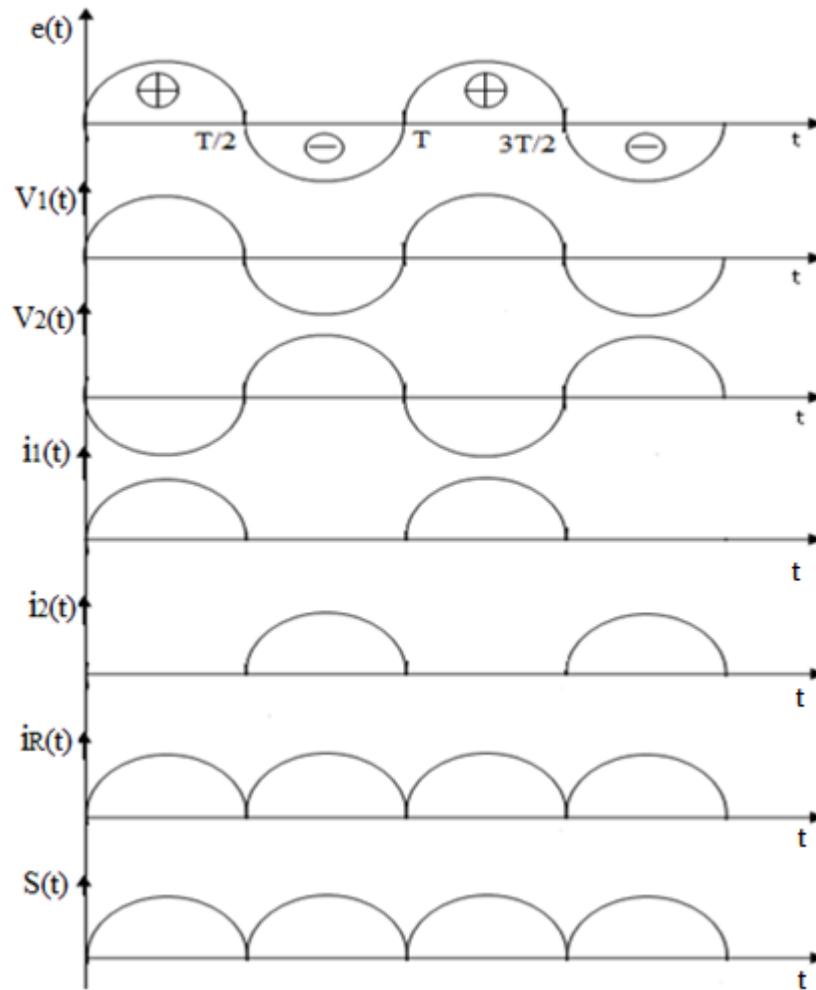 e(t)
T/2 T 3T/2 t
V1(t)
t
V2(t)
t
i1(t)
t
i2(t)
t
iR(t)
t
S(t)
t